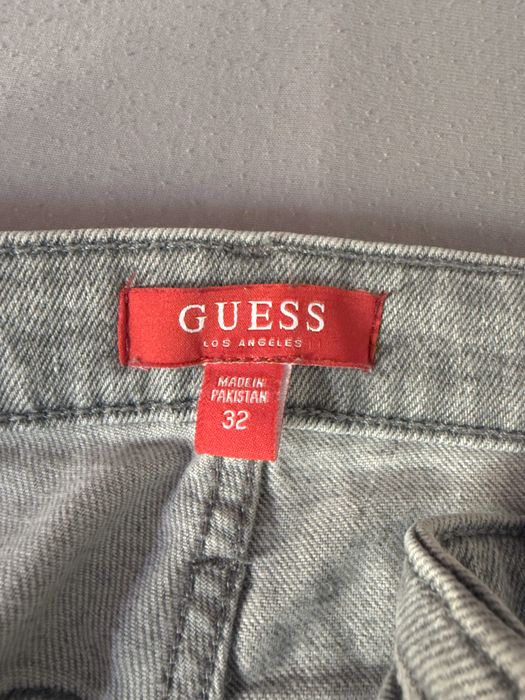 GUESS
LOS ANGELES
MADE IN
PAKISTAN
32